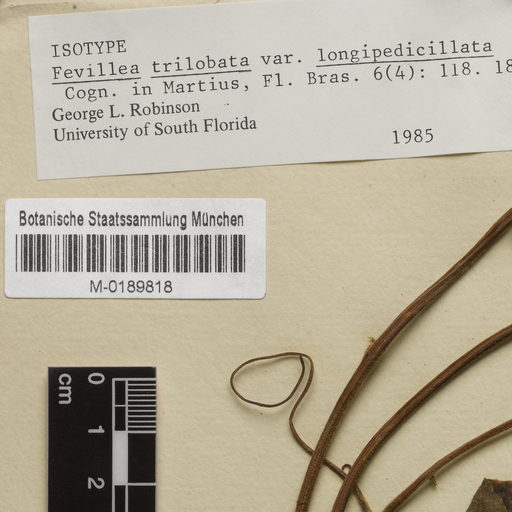 ISOTYPE
Fevillea trilobata var. longipedicillata
Cogn. in Martius, Fl. Bras. 6(4): 118. 18
George L. Robinson
University of South Florida
1985
Botanische Staatssammlung München
M-0189818
cm
0
1
2